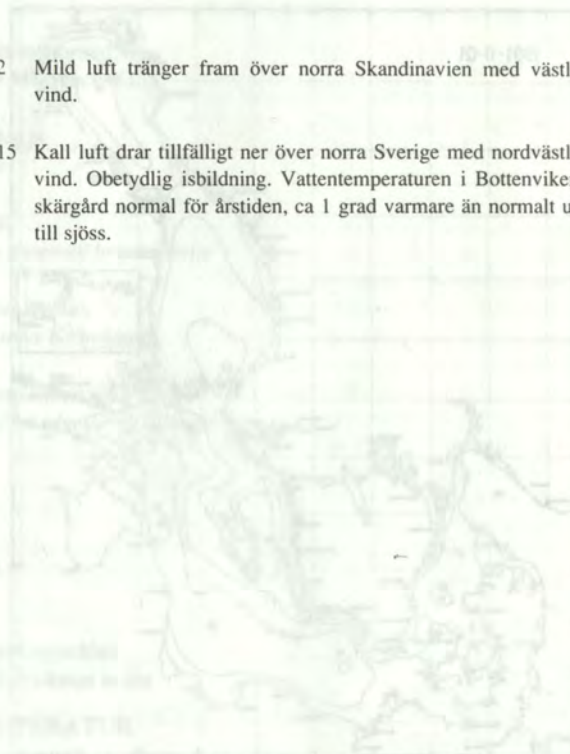 2 Mild luft tränger fram över norra Skandinavien med västl
vind.
15 Kall luft drar tillfälligt ner över norra Sverige med nordvästl
vind. Obetydlig isbildning. Vattentemperaturen i Bottenvike
skärgård normal för årstiden, ca 1 grad varmare än normalt u
till sjöss.